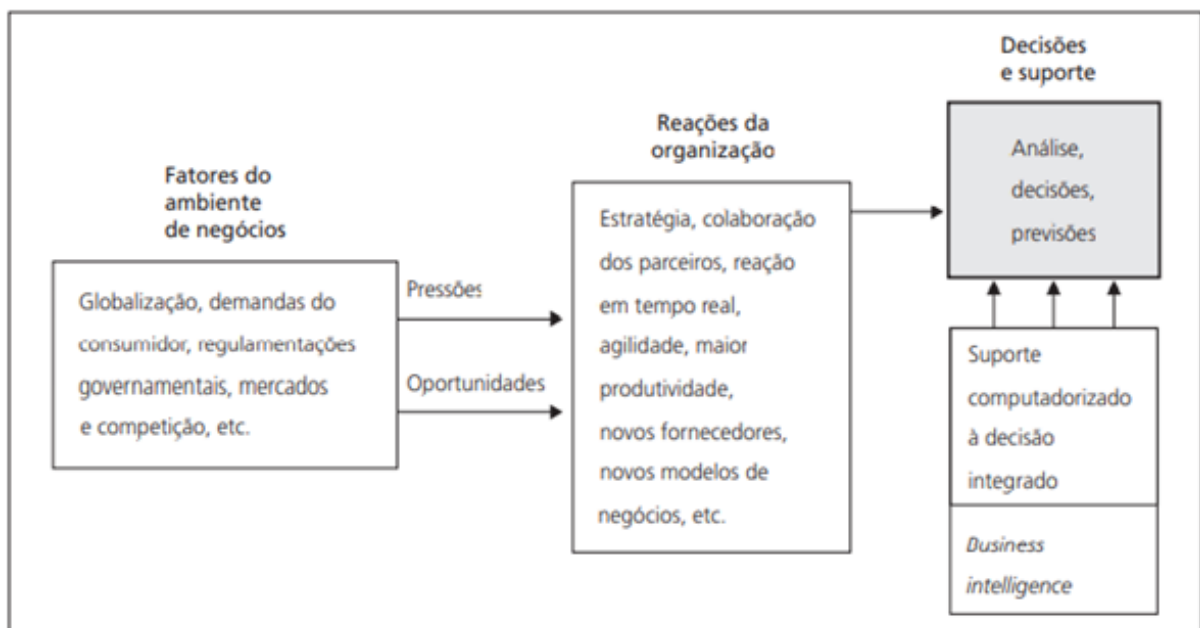 Fatores do
ambiente
de negócios
Globalização, demandas do
consumidor, regulamentações
governamentais, mercados
e competição, etc.
Pressões
Oportunidades
Reações da
organização
Estratégia, colaboração
dos parceiros, reação
em tempo real,
agilidade, maior
produtividade,
novos fornecedores,
novos modelos de
negócios, etc.
Decisões
e suporte
Análise,
decisões,
previsões
Suporte
computadorizado
à decisão
integrado
Business
intelligence